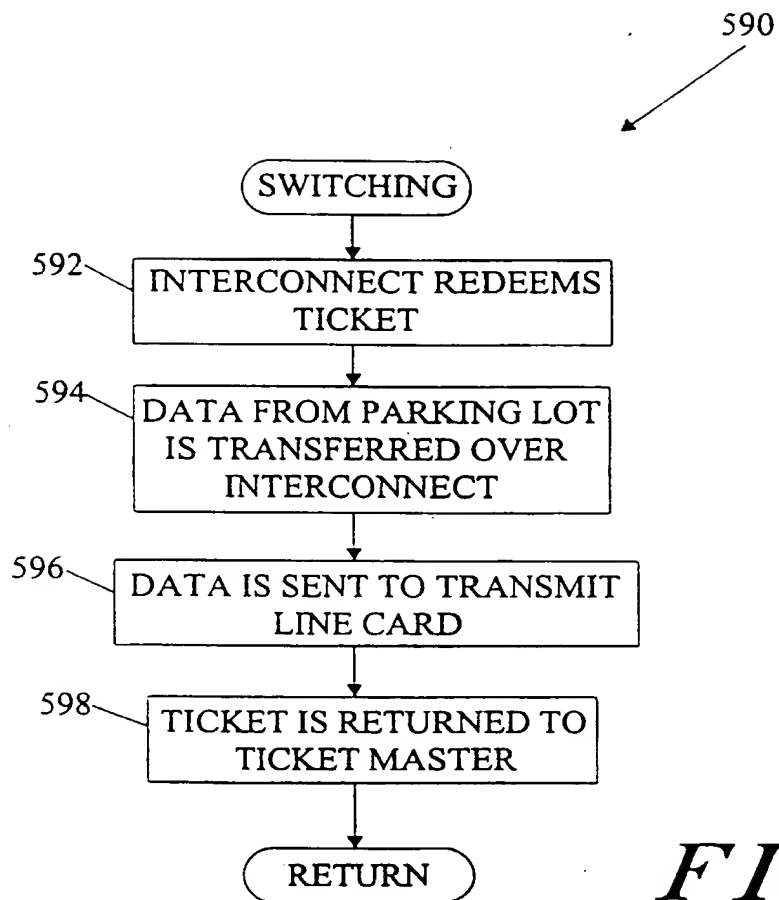 590
SWITCHING
592
INTERCONNECT REDEEMS
TICKET
594
DATA FROM PARKING LOT
IS TRANSFERRED OVER
INTERCONNECT
596
DATA IS SENT TO TRANSMIT
LINE CARD
598
TICKET IS RETURNED TO
TICKET MASTER
RETURN
FI